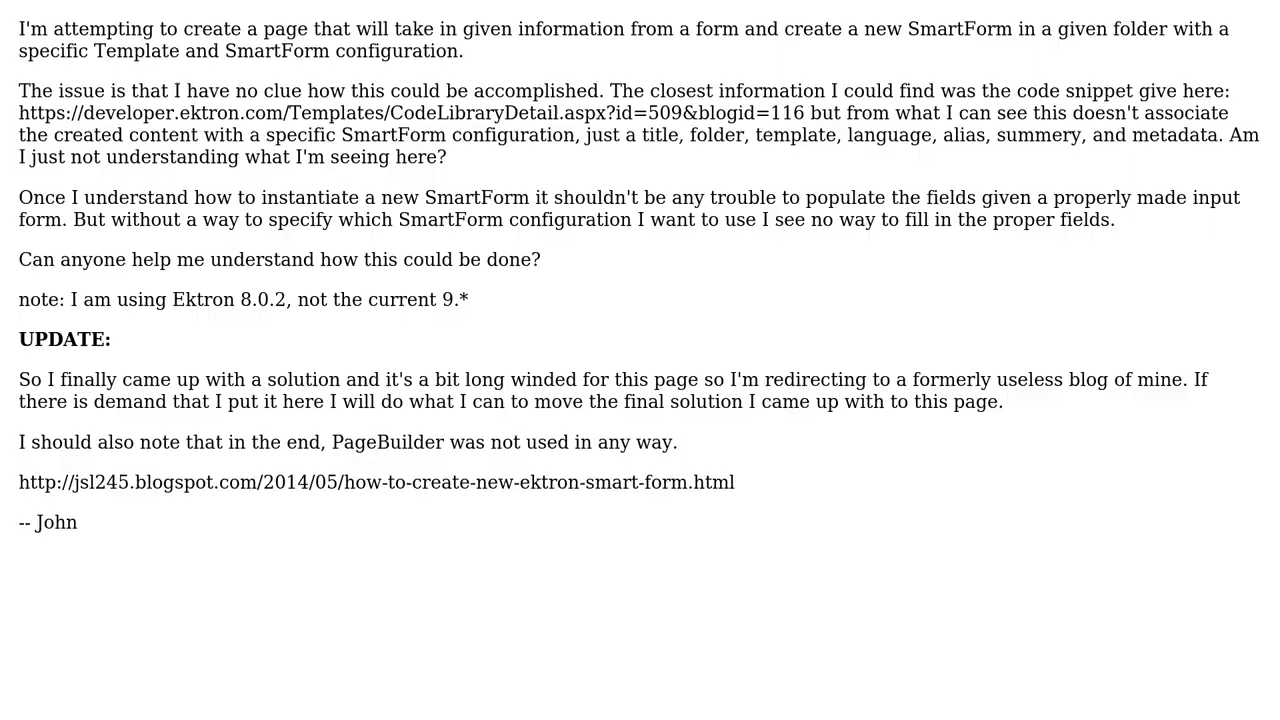 I'm attempting to create a page that will take in given information from a form and create a new SmartForm in a given folder with a
specific Template and SmartForm configuration.
The issue is that I have no clue how this could be accomplished. The closest information I could find was the code snippet give here:
https://developer.ektron.com/Templates/CodeLibraryDetail.aspx?id=509&blogid=116 but from what I can see this doesn't associate
the created content with a specific SmartForm configuration, just a title, folder, template, language, alias, summery, and metadata. Am
I just not understanding what I'm seeing here?
Once I understand how to instantiate a new SmartForm it shouldn't be any trouble to populate the fields given a properly made input
form. But without a way to specify which SmartForm configuration I want to use I see no way to fill in the proper fields.
Can anyone help me understand how this could be done?
note: I am using Ektron 8.0.2, not the current 9.*
UPDATE:
So I finally came up with a solution and it's a bit long winded for this page so I'm redirecting to a formerly useless blog of mine. If
there is demand that I put it here I will do what I can to move the final solution I came up with to this page.
I should also note that in the end, PageBuilder was not used in any way.
http://jsl245.blogspot.com/2014/05/how-to-create-new-ektron-smart-form.html
-- John